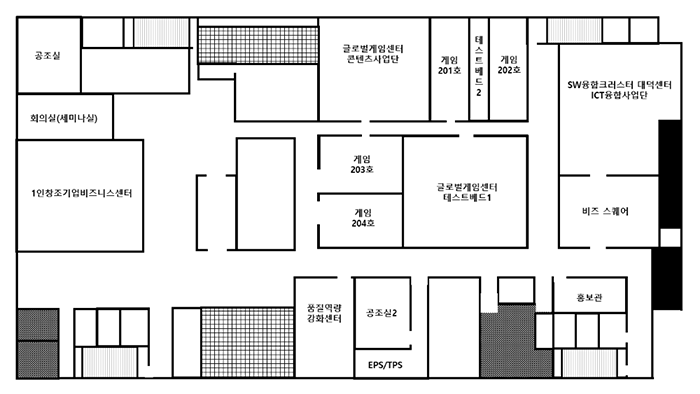 공조실
글로벌게임센터
콘텐츠사업단
게임
201호
테
스
트
베
드
2
게임
202호
SW융합크러스터 대덕센터
ICT융합사업단
회의실(세미나실)
1인창조기업비즈니스센터
게임
203호
게임
204호
글로벌게임센터
테스트베드1
비즈 스퀘어
품질역량
강화센터
공조실2
홍보관
EPS/TPS